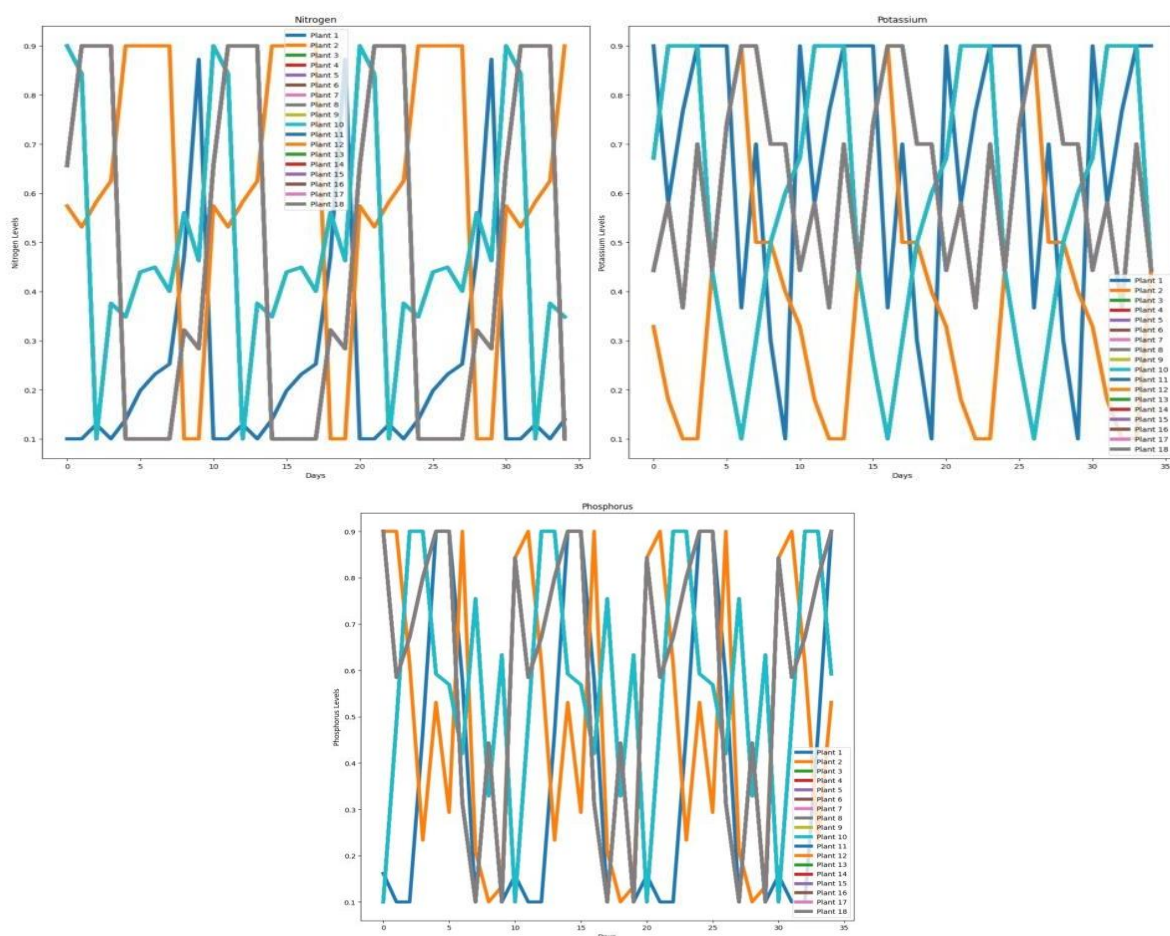 Nitrogen
Nitrogen Levels
0.9
0.8
0.7
0.6
0.5
0.4
0.3
0.2
0.1
Plant 1
Plant 2
Plant 3
Plant 4
Plant 5
Plant 6
Plant 7
Plant 8
Plant 9
Plant 10
Plant 11
Plant 12
Plant 13
Plant 14
Plant 15
Plant 16
Plant 17
Plant 18
0 5 10 15 20 25 30 35
Days
Potassium
Potassium Levels
0.9
0.8
0.7
0.6
0.5
0.4
0.3
0.2
0.1
Plant 1
Plant 2
Plant 3
Plant 4
Plant 5
Plant 6
Plant 7
Plant 8
Plant 9
Plant 10
Plant 11
Plant 12
Plant 13
Plant 14
Plant 15
Plant 16
Plant 17
Plant 18
0 5 10 15 20 25 30 35
Days
Phosphorus
Phosphorus Levels
0.9
0.8
0.7
0.6
0.5
0.4
0.3
0.2
0.1
Plant 1
Plant 2
Plant 3
Plant 4
Plant 5
Plant 6
Plant 7
Plant 8
Plant 9
Plant 10
Plant 11
Plant 12
Plant 13
Plant 14
Plant 15
Plant 16
Plant 17
Plant 18
0 5 10 15 20 25 30 35
Days